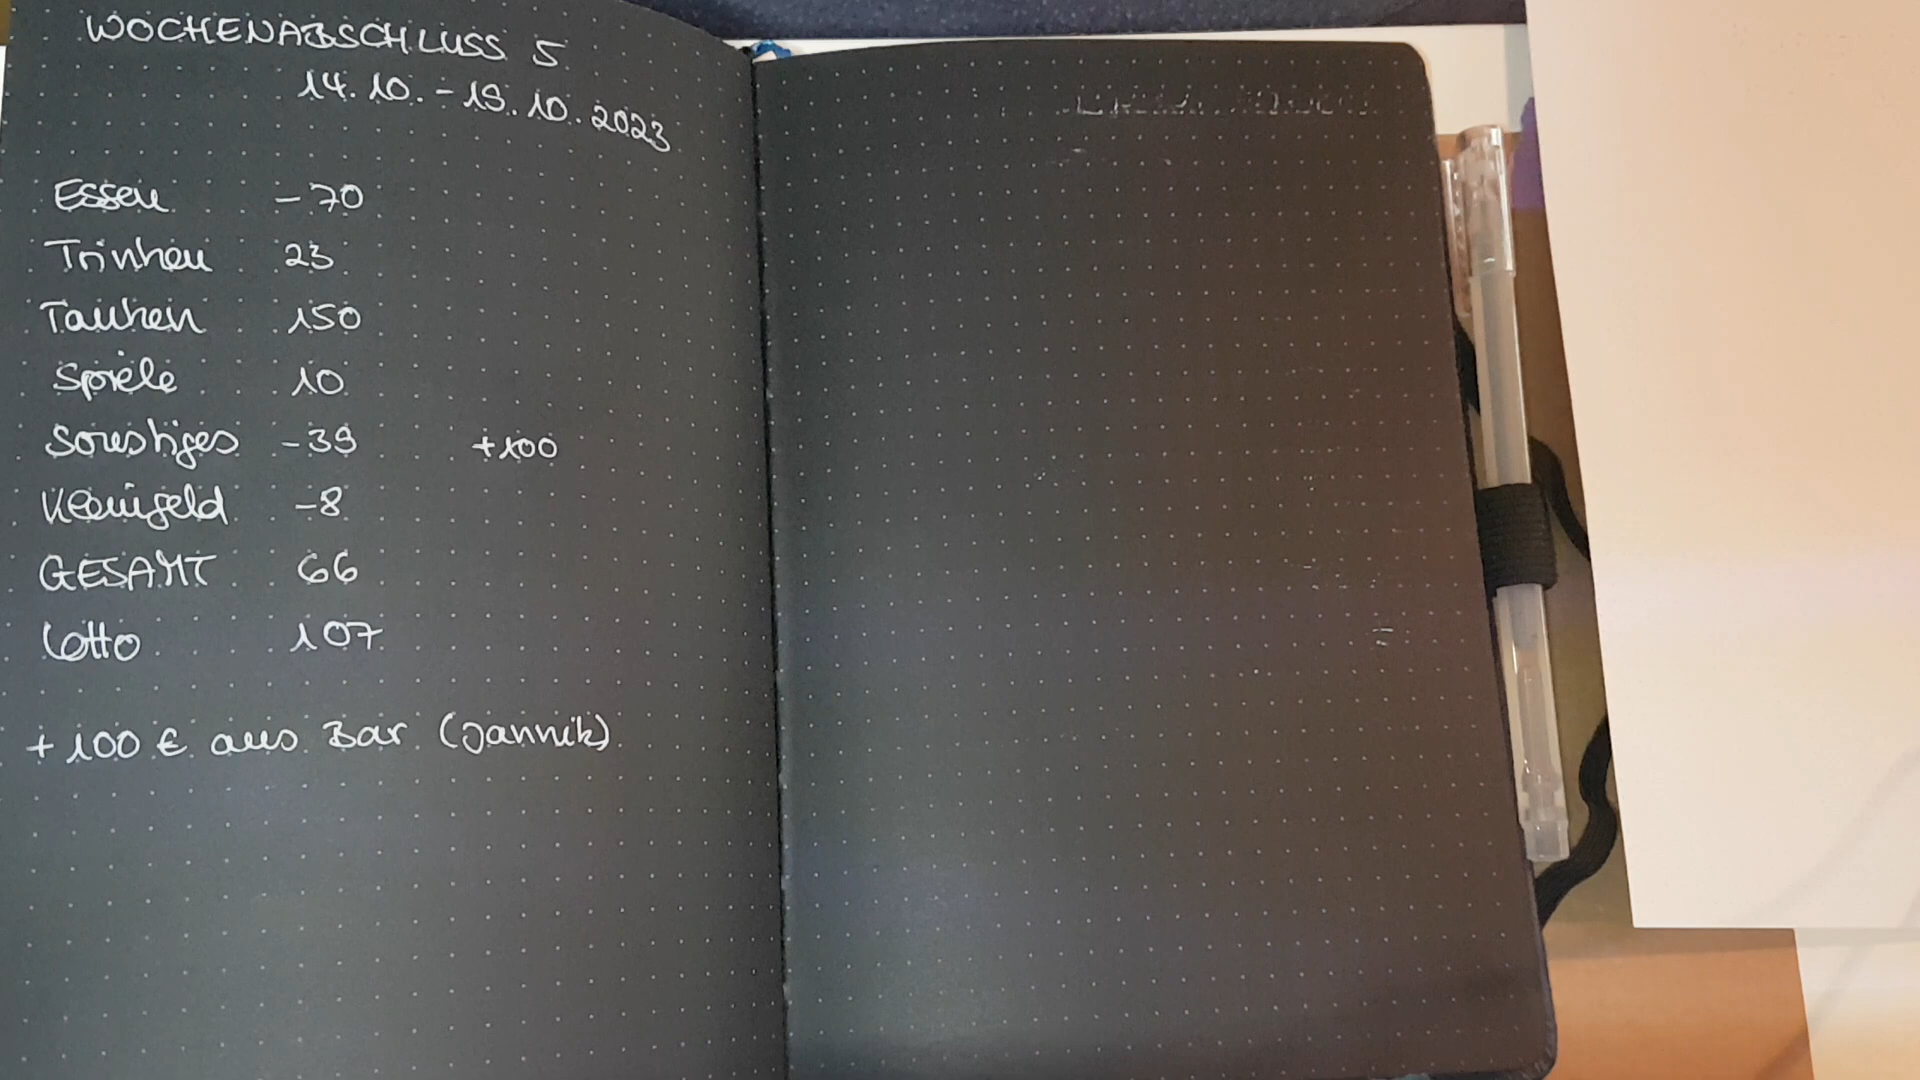 WOCHENABSCHLUSS 5
14.10. - 19.10.2023
Essen -70
Trinken 23
Tanken 150
Spiele 10
Sonstiges -39 +100
Kleingeld -8
GESAMT 66
Lotto 107
+100 € aus Bar (Jannik)